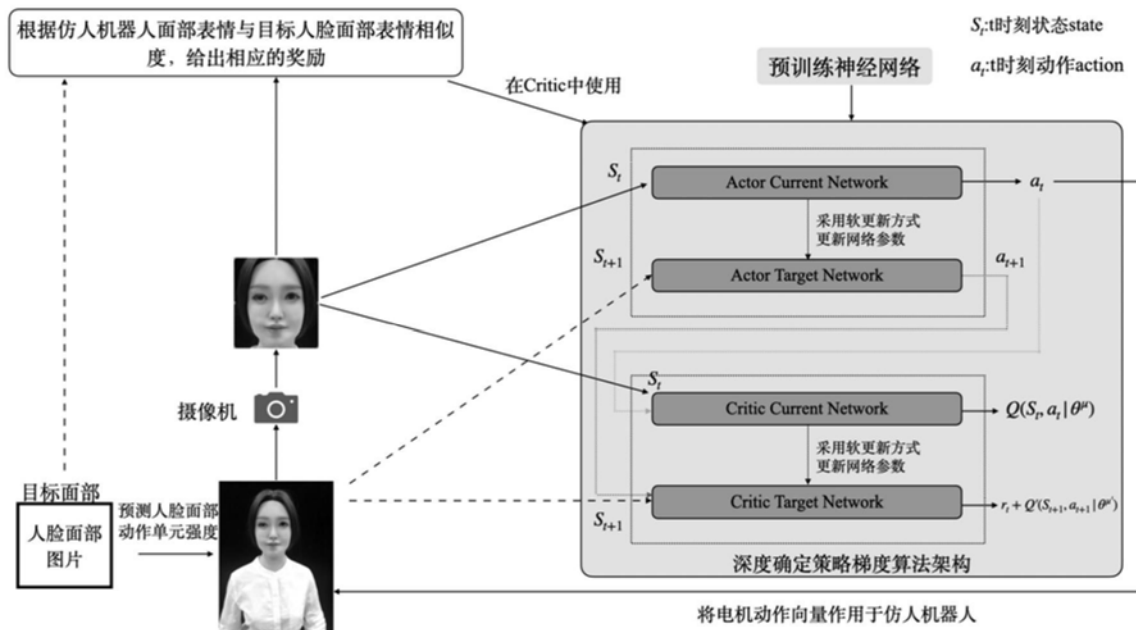 根据仿人机器人面部表情与目标人脸面部表情相似
度，给出相应的奖励
S_t:t时刻状态state
a_t:t时刻动作action
预训练神经网络
在Critic中使用
S_t
Actor Current Network
a_t
采用软更新方式
更新网络参数
S_{t+1}
Actor Target Network
a_{t+1}
摄像机
S_t
Critic Current Network
Q(S_t, a_t | θ^μ)
采用软更新方式
更新网络参数
目标面部
人脸面部
图片
预测人脸面部
动作单元强度
S_{t+1}
Critic Target Network
r_t + Q'(S_{t+1}, a_{t+1} | θ^{μ'})
深度确定策略梯度算法架构
将电机动作向量作用于仿人机器人